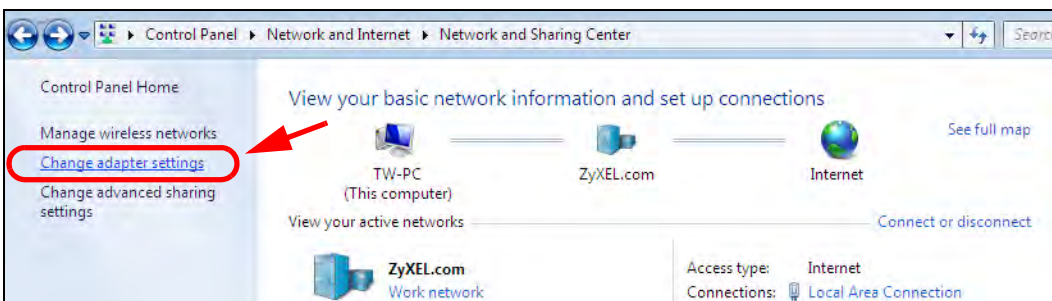 Control Panel ▸ Network and Internet ▸ Network and Sharing Center
Search
Control Panel Home
Manage wireless networks
Change adapter settings
Change advanced sharing
settings
View your basic network information and set up connections
See full map
TW-PC
(This computer)
ZyXEL.com
Internet
View your active networks
Connect or disconnect
ZyXEL.com
Work network
Access type: Internet
Connections: Local Area Connection